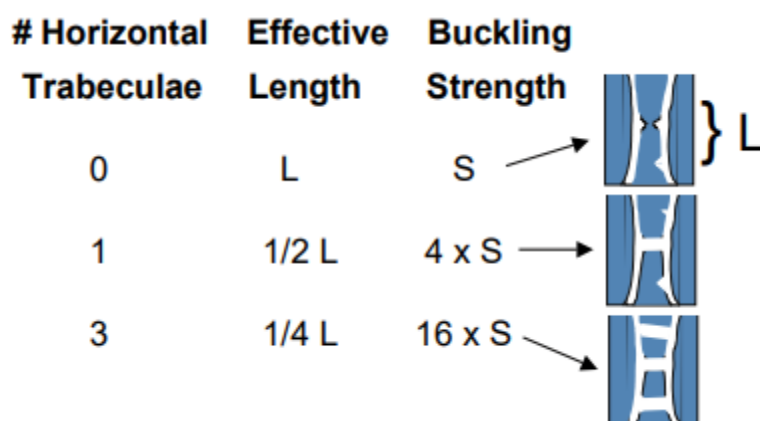 # Horizontal Effective Buckling
Trabeculae Length Strength
} L
0 L S
1 1/2 L 4 x S
3 1/4 L 16 x S